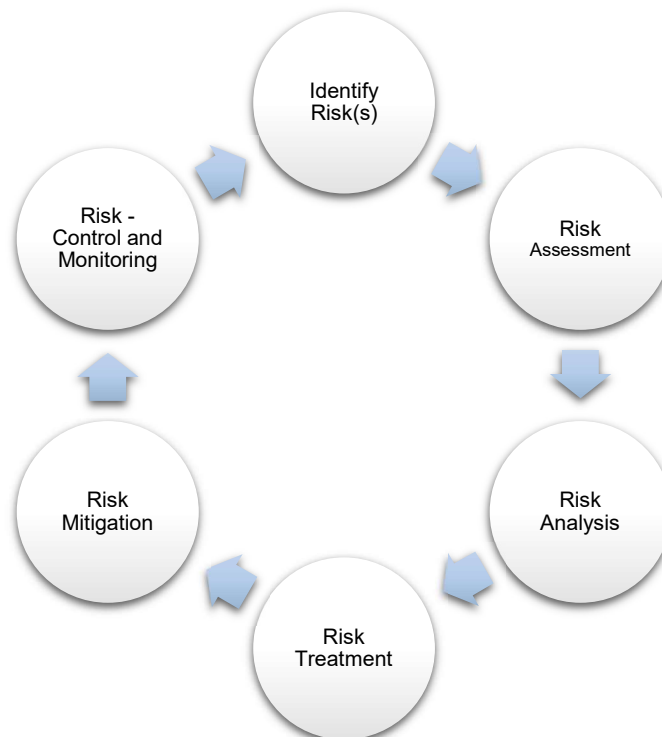 Identify
Risk(s)
Risk
Assessment
Risk
Analysis
Risk
Treatment
Risk
Mitigation
Risk -
Control and
Monitoring